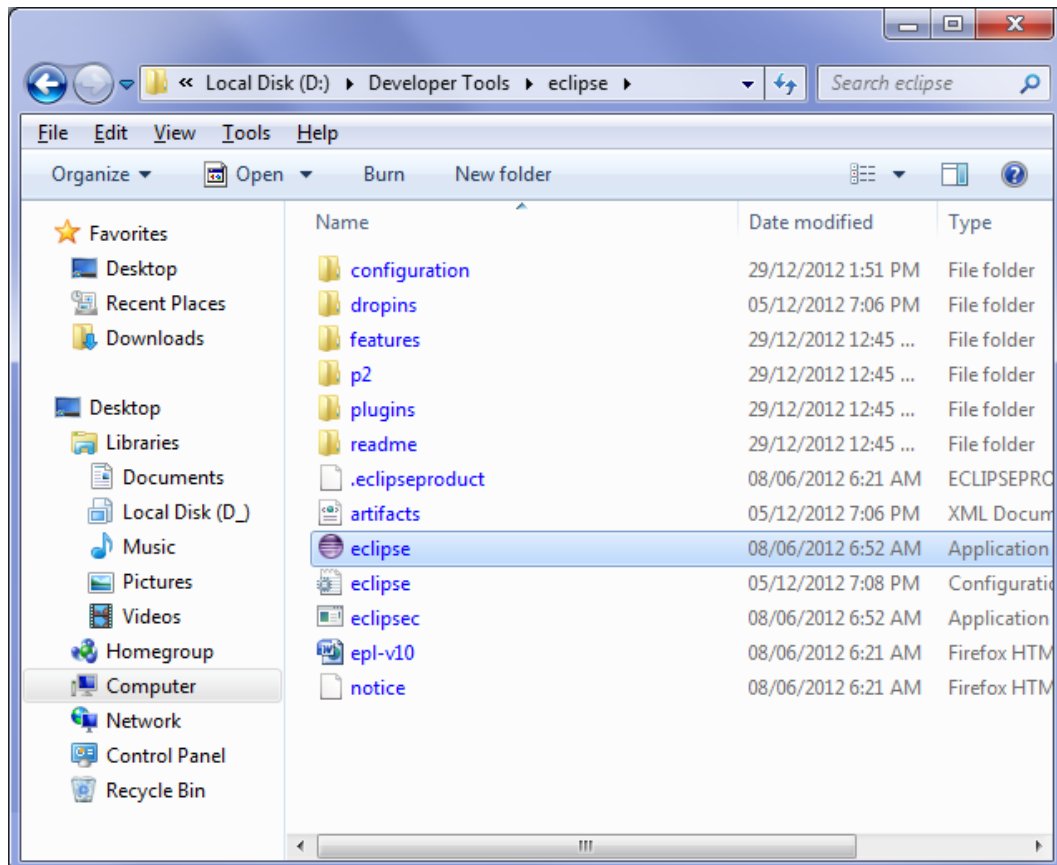 « Local Disk (D:) ▸ Developer Tools ▸ eclipse ▸ Search eclipse
File Edit View Tools Help
Organize Open Burn New folder
Name Date modified Type
Favorites
Desktop
Recent Places
Downloads
Desktop
Libraries
Documents
Local Disk (D_)
Music
Pictures
Videos
Homegroup
Computer
Network
Control Panel
Recycle Bin
configuration 29/12/2012 1:51 PM File folder
dropins 05/12/2012 7:06 PM File folder
features 29/12/2012 12:45 ... File folder
p2 29/12/2012 12:45 ... File folder
plugins 29/12/2012 12:45 ... File folder
readme 29/12/2012 12:45 ... File folder
.eclipseproduct 08/06/2012 6:21 AM ECLIPSEPRO
artifacts 05/12/2012 7:06 PM XML Docum
eclipse 08/06/2012 6:52 AM Application
eclipse 05/12/2012 7:08 PM Configuratio
eclipsec 08/06/2012 6:52 AM Application
epl-v10 08/06/2012 6:21 AM Firefox HTM
notice 08/06/2012 6:21 AM Firefox HTM